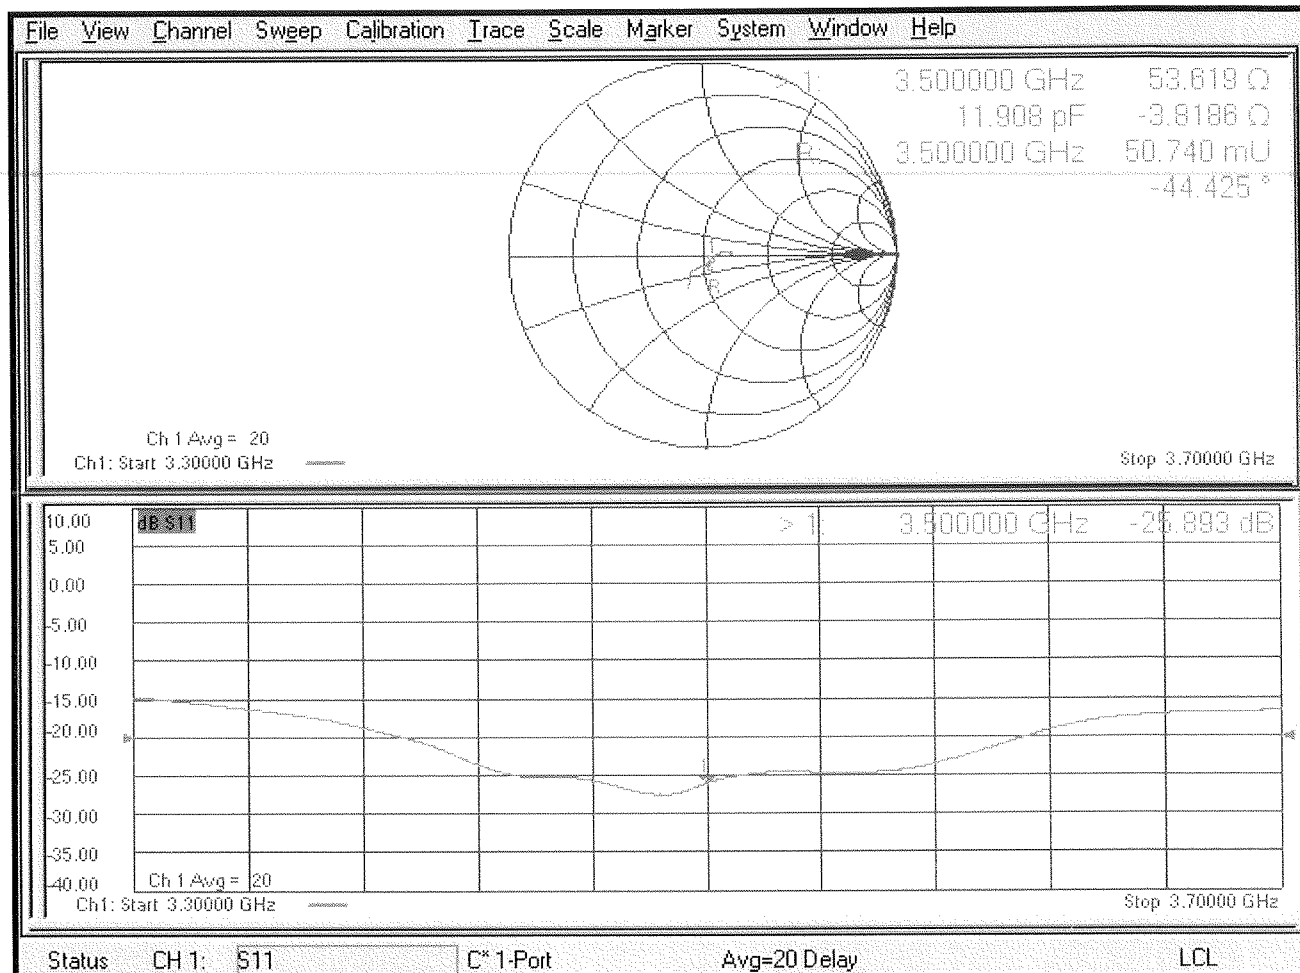 File View Channel Sweep Calibration Trace Scale Marker System Window Help
> 1: 3.500000 GHz 53.619 Ω
11.908 pF -3.8186 Ω
R: 3.500000 GHz 50.740 mU
-44.425 °
1
R
Ch 1 Avg = 20
Ch1: Start 3.30000 GHz
Stop 3.70000 GHz
10.00
dB S11
> 1: 3.500000 GHz -25.893 dB
5.00
0.00
-5.00
-10.00
-15.00
-20.00
-25.00
1
-30.00
-35.00
-40.00
Ch 1 Avg = 20
Ch1: Start 3.30000 GHz
Stop 3.70000 GHz
Status CH 1: S11 C* 1-Port Avg=20 Delay LCL